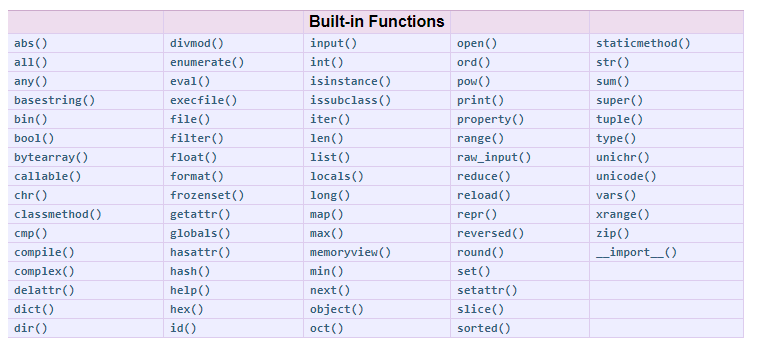 Built-in Functions
abs() divmod() input() open() staticmethod()
all() enumerate() int() ord() str()
any() eval() isinstance() pow() sum()
basestring() execfile() issubclass() print() super()
bin() file() iter() property() tuple()
bool() filter() len() range() type()
bytearray() float() list() raw_input() unichr()
callable() format() locals() reduce() unicode()
chr() frozenset() long() reload() vars()
classmethod() getattr() map() repr() xrange()
cmp() globals() max() reversed() zip()
compile() hasattr() memoryview() round() __import__()
complex() hash() min() set()
delattr() help() next() setattr()
dict() hex() object() slice()
dir() id() oct() sorted()